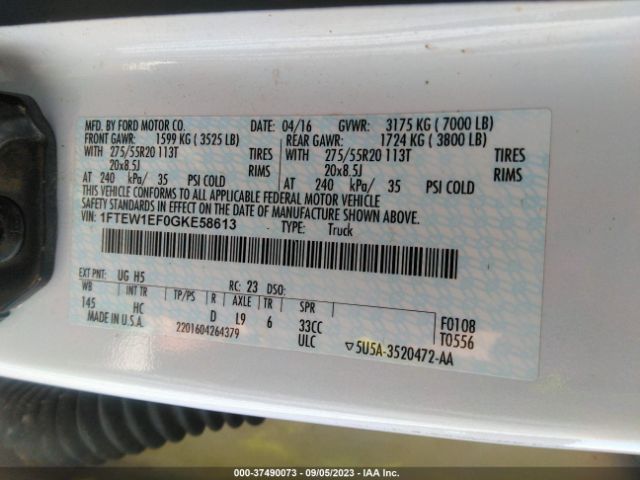 MFD. BY FORD MOTOR CO. DATE: 04/16 GVWR: 3175 KG ( 7000 LB)
FRONT GAWR: 1599 KG ( 3525 LB) REAR GAWR: 1724 KG ( 3800 LB)
WITH 275/55R20 113T TIRES WITH 275/55R20 113T TIRES
20x8.5J RIMS 20x8.5J RIMS
AT 240 kPa/ 35 PSI COLD AT 240 kPa/ 35 PSI COLD
THIS VEHICLE CONFORMS TO ALL APPLICABLE FEDERAL MOTOR VEHICLE
SAFETY STANDARDS IN EFFECT ON THE DATE OF MANUFACTURE SHOWN ABOVE.
VIN: 1FTEW1EF0GKE58613 TYPE: Truck
EXT PNT: UG H5 RC: 23 DSO:
WB INT TR TP/PS R AXLE TR SPR
145 HC D L9 6 33CC F0108
MADE IN U.S.A. 2201604264379 ULC T0556
▽5U5A-3520472-AA
000-37490073 - 09/05/2023 - IAA Inc.